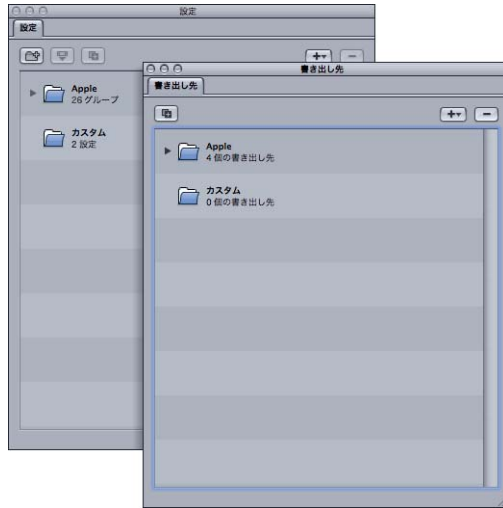 設定
設定
Apple
26 グループ
カスタム
2 設定
書き出し先
書き出し先
Apple
4 個の書き出し先
カスタム
0 個の書き出し先